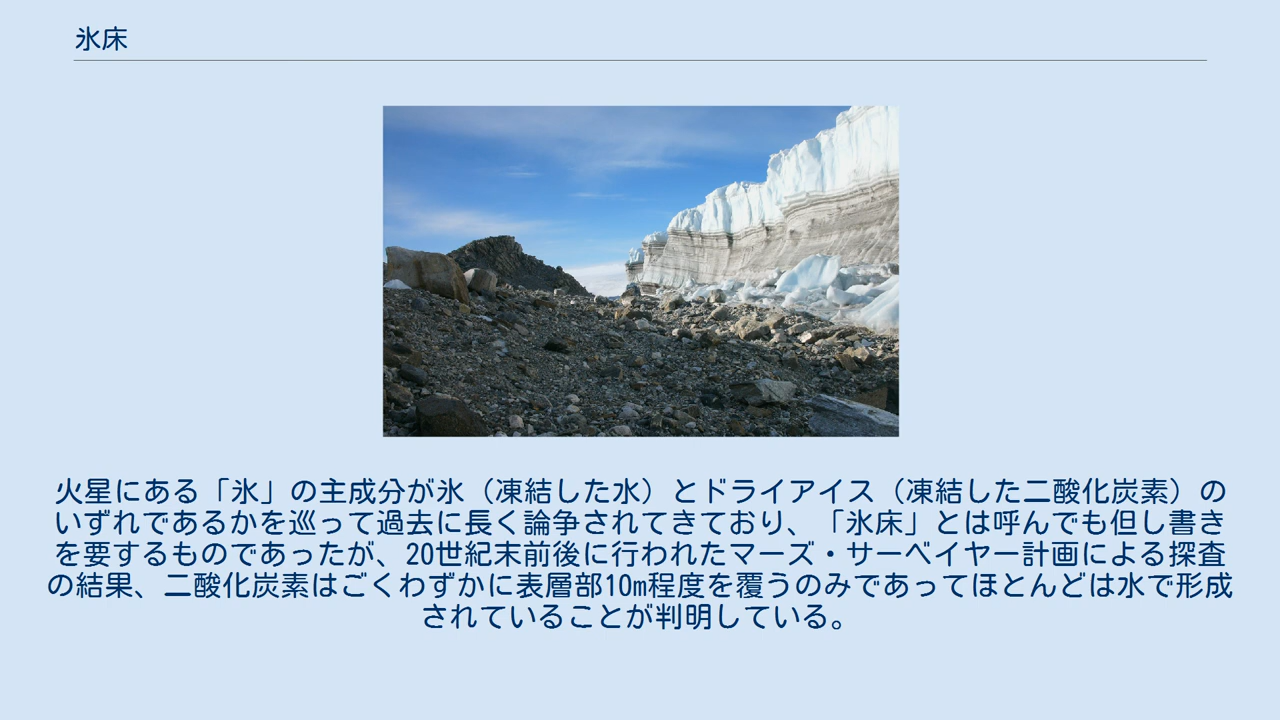 氷床
火星にある「氷」の主成分が氷（凍結した水）とドライアイス（凍結した二酸化炭素）の
いずれであるかを巡って過去に長く論争されてきており、「氷床」とは呼んでも但し書き
を要するものであったが、20世紀末前後に行われたマーズ・サーベイヤー計画による探査
の結果、二酸化炭素はごくわずかに表層部10m程度を覆うのみであってほとんどは水で形成
されていることが判明している。